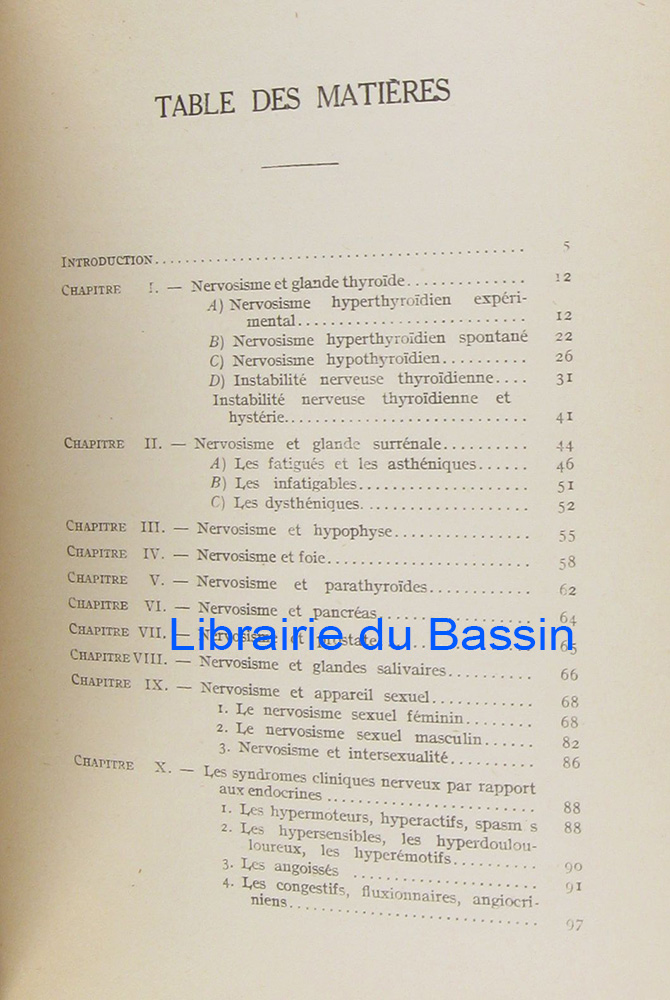 TABLE DES MATIÈRES
INTRODUCTION............................................ 5
CHAPITRE I. — Nervosisme et glande thyroïde.............. 12
A) Nervosisme hyperthyroïdien expéri-
mental........................... 12
B) Nervosisme hyperthyroïdien spontané 22
C) Nervosisme hypothyroïdien.......... 26
D) Instabilité nerveuse thyroïdienne.... 31
Instabilité nerveuse thyroïdienne et
hystérie............................. 41
CHAPITRE II. — Nervosisme et glande surrénale.......... 44
A) Les fatigués et les asthéniques...... 46
B) Les infatigables.................... 51
C) Les dysthéniques.................... 52
CHAPITRE III. — Nervosisme et hypophyse................ 55
CHAPITRE IV. — Nervosisme et foie........................ 58
CHAPITRE V. — Nervosisme et parathyroïdes............ 62
CHAPITRE VI. — Nervosisme et pancréas.................. 64
CHAPITRE VII. — Nervosisme et prostate.................. 65
Librairie du Bassin
CHAPITRE VIII. — Nervosisme et glandes salivaires.......... 66
CHAPITRE IX. — Nervosisme et appareil sexuel............ 68
1. Le nervosisme sexuel féminin........ 68
2. Le nervosisme sexuel masculin...... 82
3. Nervosisme et intersexualité.......... 86
CHAPITRE X. — Les syndromes cliniques nerveux par rapport
aux endocrines ........................ 88
1. Les hypermoteurs, hyperactifs, spasm s 88
2. Les hypersensibles, les hyperdoulou-
loureux, les hyperémotifs.......... 90
3. Les angoissés ...................... 91
4. Les congestifs, fluxionnaires, angiocri-
niens.............................. 97